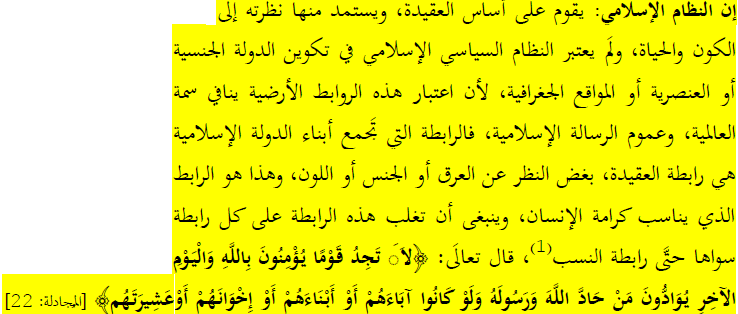 إن النظام الإسلامي: يقوم على أساس العقيدة، ويستمد منها نظرته إلى
الكون والحياة، ولَم يعتبر النظام السياسي الإسلامي في تكوين الدولة الجنسية
أو العنصرية أو المواقع الجغرافية، لأن اعتبار هذه الروابط الأرضية ينافي سمة
العالمية، وعموم الرسالة الإسلامية، فالرابطة التي تَجمع أبناء الدولة الإسلامية
هي رابطة العقيدة، بغض النظر عن العرق أو الجنس أو اللون، وهذا هو الرابط
الذي يناسب كرامة الإنسان، وينبغى أن تغلب هذه الرابطة على كل رابطة
سواها حتَّى رابطة النسب(1)، قال تعالَى: ﴿لاَ تَجِدُ قَوْمًا يُؤْمِنُونَ بِاللَّهِ وَالْيَوْمِ
الآخِرِ يُوَادُّونَ مَنْ حَادَّ اللَّهَ وَرَسُولَهُ وَلَوْ كَانُوا آبَاءَهُمْ أَوْ أَبْنَاءَهُمْ أَوْ إِخْوَانَهُمْ أَوْعَشِيرَتَهُم﴾ [المجادلة: 22]